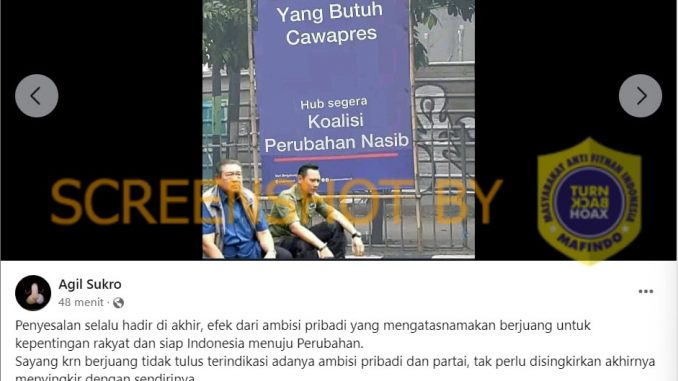 Yang Butuh
Cawapres
Hub segera
Koalisi
Perubahan Nasib
SCREENSHOT BY
MASYARAKAT ANTI FITNAH INDONESIA
TURN
BACK
HOAX
MAFINDO
Agil Sukro
48 menit ·
Penyesalan selalu hadir di akhir, efek dari ambisi pribadi yang mengatasnamakan berjuang untuk
kepentingan rakyat dan siap Indonesia menuju Perubahan.
Sayang krn berjuang tidak tulus terindikasi adanya ambisi pribadi dan partai, tak perlu disingkirkan akhirnya
menyingkir dengan sendirinya